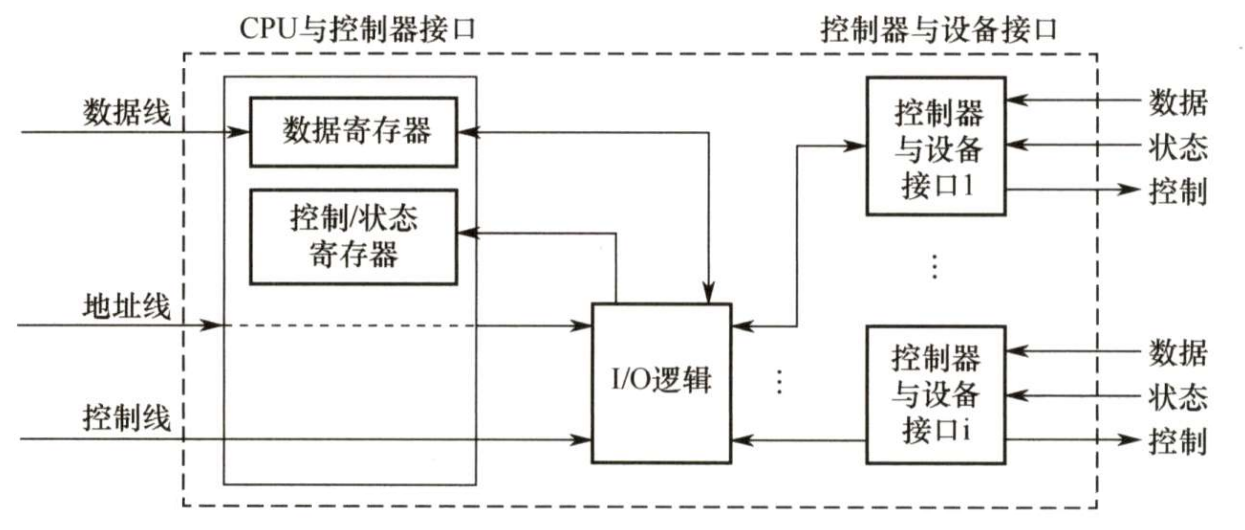 CPU与控制器接口
控制器与设备接口
数据线
数据寄存器
控制/状态
寄存器
地址线
控制线
I/O逻辑
控制器
与设备
接口1
数据
状态
控制
⋮
⋮
控制器
与设备
接口i
数据
状态
控制